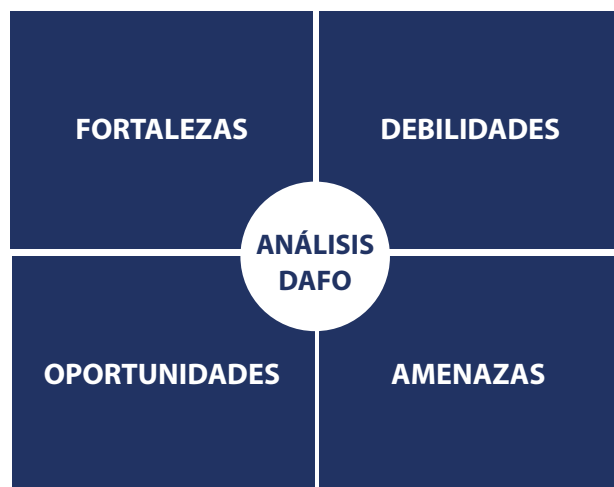 FORTALEZAS
DEBILIDADES
ANÁLISIS
DAFO
OPORTUNIDADES
AMENAZAS